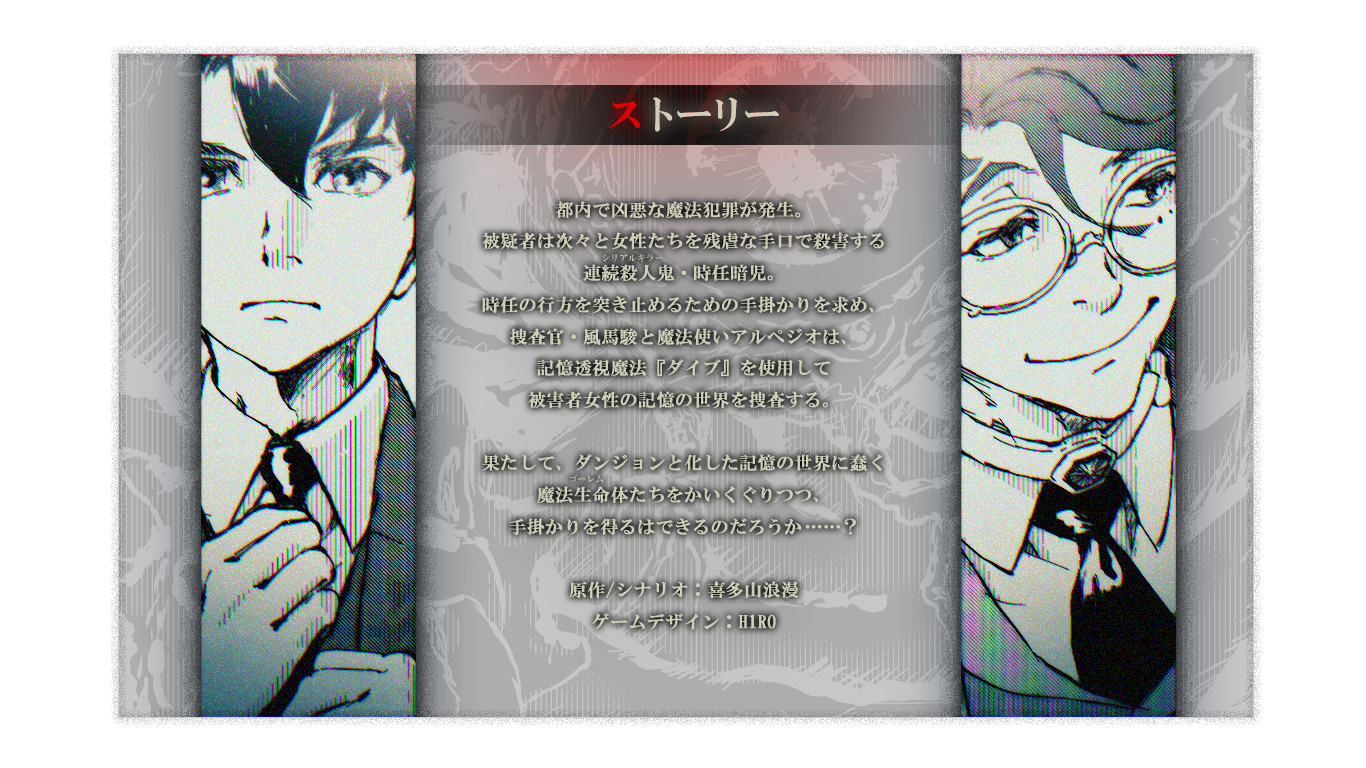 ストーリー
都内で凶悪な魔法犯罪が発生。
被疑者は次々と女性たちを残虐な手口で殺害する
シリアルキラー
連続殺人鬼・時任暗児。
時任の行方を突き止めるための手掛かりを求め、
捜査官・風馬駿と魔法使いアルペジオは、
記憶透視魔法『ダイブ』を使用して
被害者女性の記憶の世界を捜査する。
果たして、ダンジョンと化した記憶の世界に蠢く
ゴーレム
魔法生命体たちをかいくぐりつつ、
手掛かりを得るはできるのだろうか……？
原作/シナリオ：喜多山浪漫
ゲームデザイン：H1RO